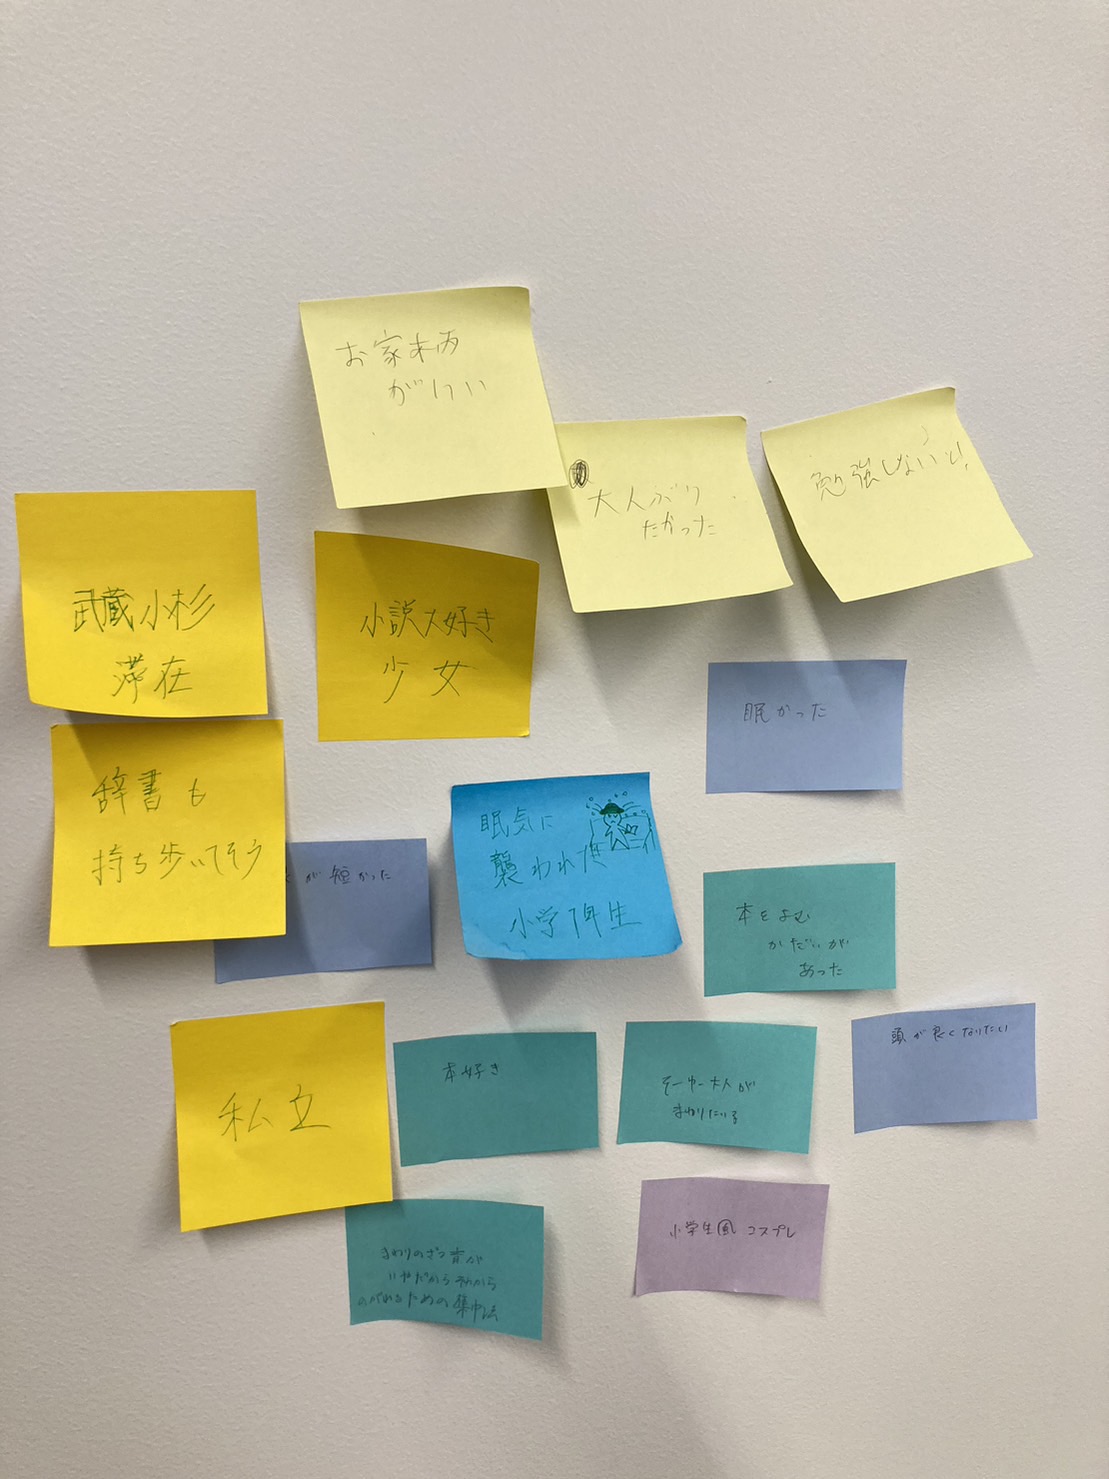 お家柄
がいい
大人ぶり
たかった
勉強しないと!
武蔵小杉
滞在
小説大好き
少女
眠かった
辞書も
持ち歩いてそう
が短かった
眠気に
襲われた
小学1年生
本をよむ
かだいが
あった
私立
本好き
そーゆー大人が
まわりにいる
頭が良くなりたい
まわりのざつ音が
いやだからそれから
のがれるための集中法
小学生風コスプレ